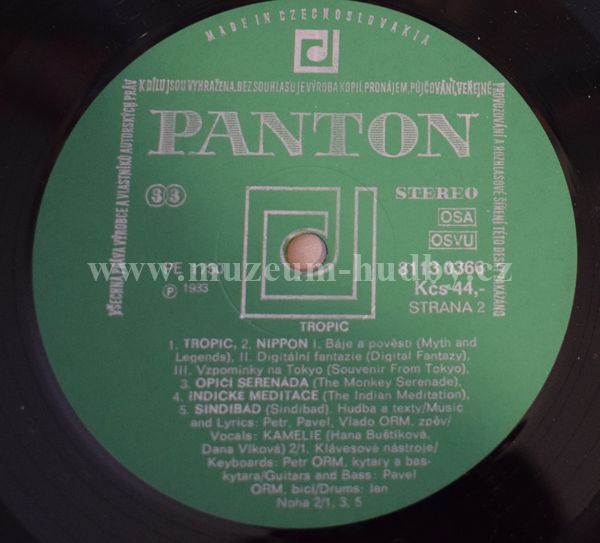 MADE IN CZECHOSLOVAKIA
VŠECHNA PRÁVA VÝROBCE A VLASTNÍKŮ AUTORSKÝCH PRÁV
K DÍLU JSOU VYHRAŽENA, BEZ SOUHLASU JE VÝROBA KOPIÍ, PRONÁJEM, PŮJČOVÁNÍ, VEŘEJNÉ
PROVOZOVÁNÍ A ROZHLASOVÉ ŠÍŘENÍ TÉTO DESKY ZAKÁZÁNO
PANTON
33
STEREO
OSA
OSVU
www.muzeum-hudby.cz
8113 0366
Kčs 44,-
Ⓟ 1933
STRANA 2
TROPIC
1. TROPIC, 2. NIPPON I. Báje a pověsti (Myth and
Legends), II. Digitální fantazie (Digital Fantazy),
III. Vzpomínky na Tokyo (Souvenir From Tokyo),
3. OPIČÍ SERENÁDA (The Monkey Serenade),
4. INDICKÉ MEDITACE (The Indian Meditation),
5. SINDIBÁD (Sindibad). Hudba a texty/Music
and Lyrics: Petr, Pavel, Vlado ORM, zpěv/
Vocals: KAMELIE (Hana Buštíková,
Dana Vlková) 2/1, Klávesové nástroje/
Keyboards: Petr ORM, kytary a bas-
kytara/Guitars and Bass: Pavel
ORM, bicí/Drums: Jan
Noha 2/1, 3, 5